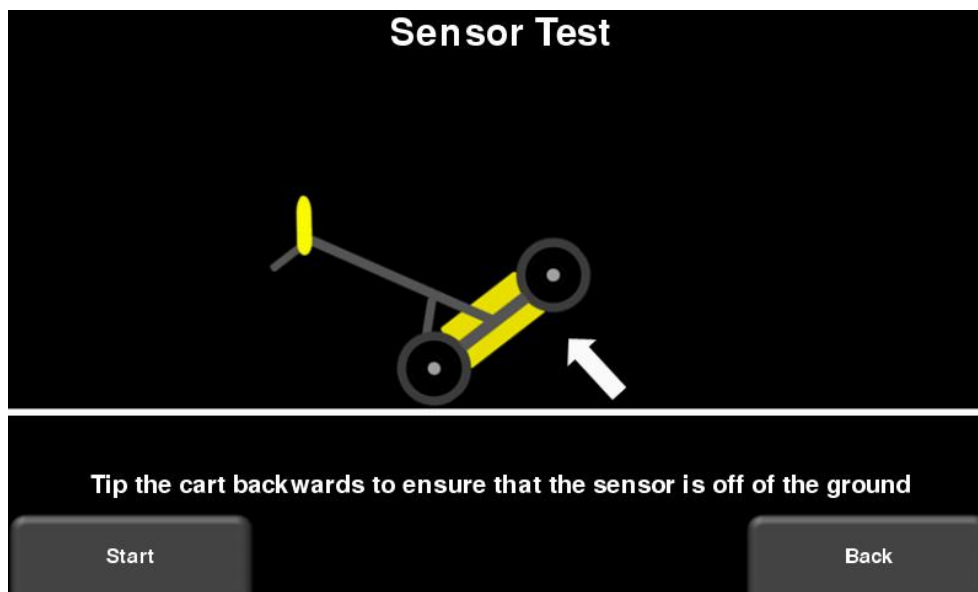 Sensor Test
Tip the cart backwards to ensure that the sensor is off of the ground
Start
Back